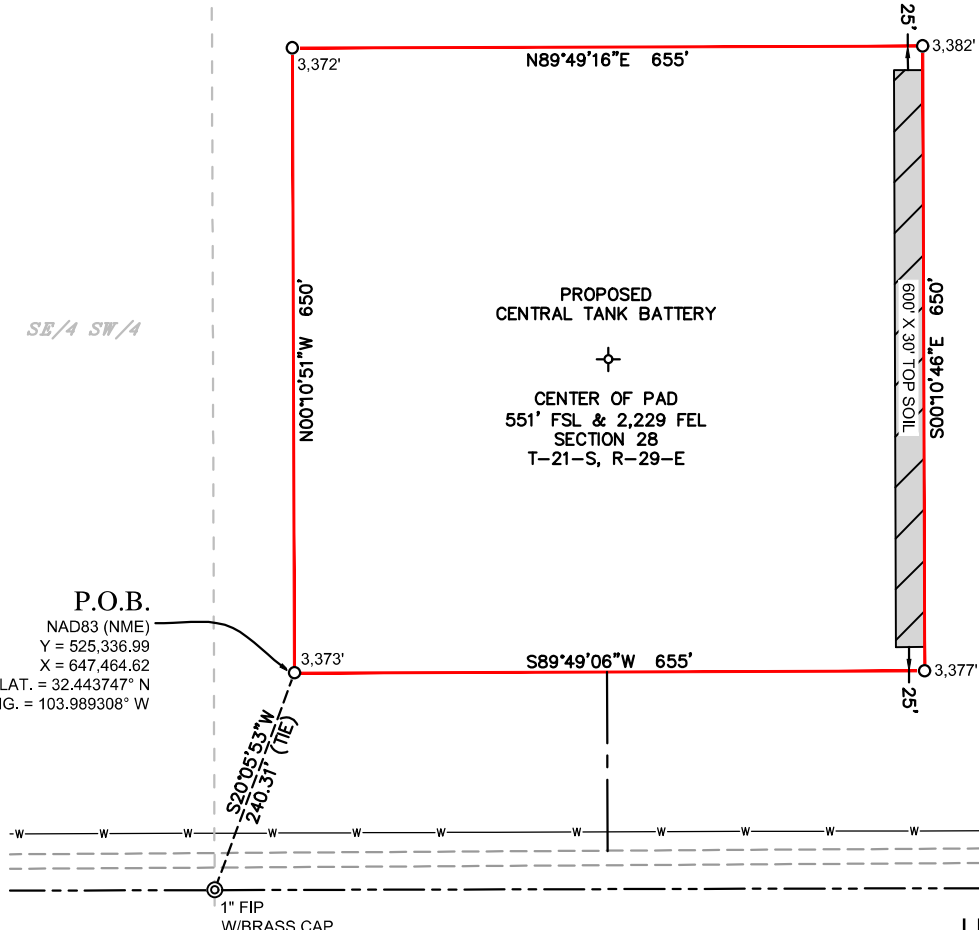 25'
3,382'
3,372'
N89°49'16"E 655'
SE/4 SW/4
N00°10'51"W 650'
PROPOSED
CENTRAL TANK BATTERY
CENTER OF PAD
551' FSL & 2,229 FEL
SECTION 28
T-21-S, R-29-E
600' X 30' TOP SOIL
S00°10'46"E 650'
P.O.B.
NAD83 (NME)
Y = 525,336.99
X = 647,464.62
LAT. = 32.443747° N
G. = 103.989308° W
3,373'
S89°49'06"W 655'
3,377'
25'
S20°05'53"W
240.31' (TIE)
W W W W W W W W W W W
1" FIP
W/BRASS CAP